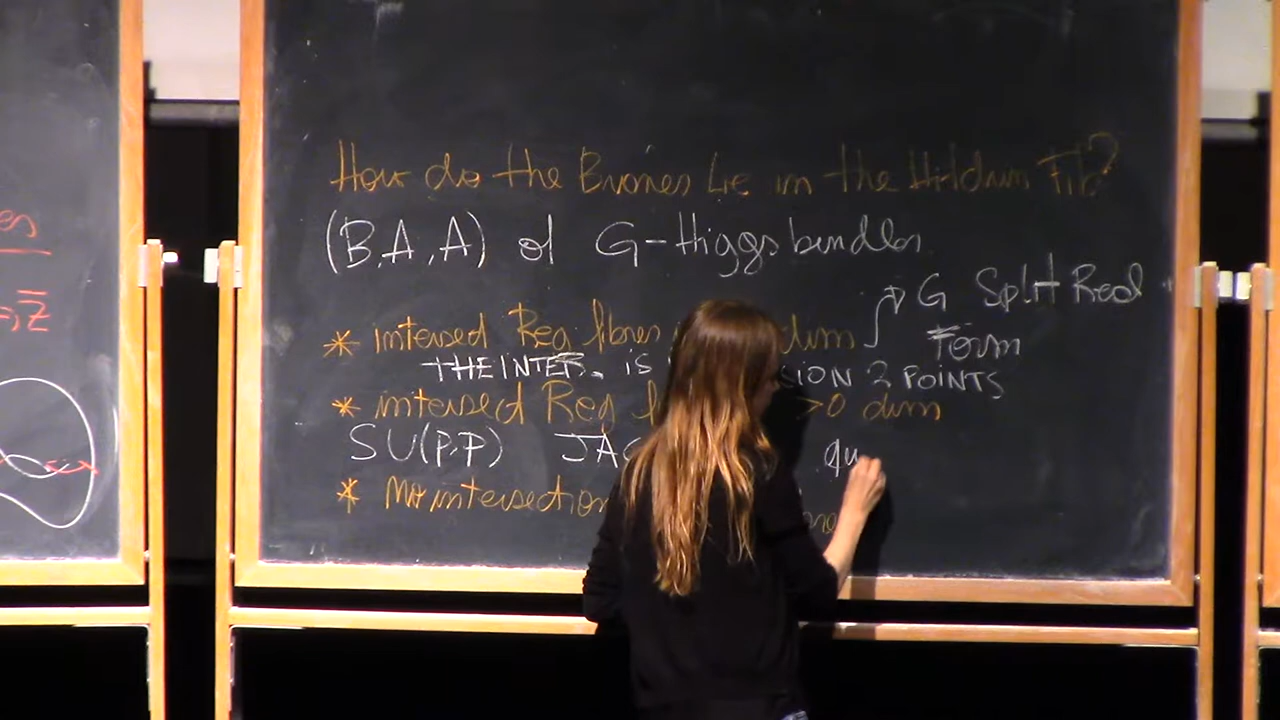 How do the Branes Lie in the Hitchin Fib?
(B,A,A) of G-Higgs bundles
G Split Real
Form
* intersect Reg fibres dim
THE INTER. IS SION 2 POINTS
* intersect Reg >0 dim
SU(P,P) JAC qu
* No intersection
z̄